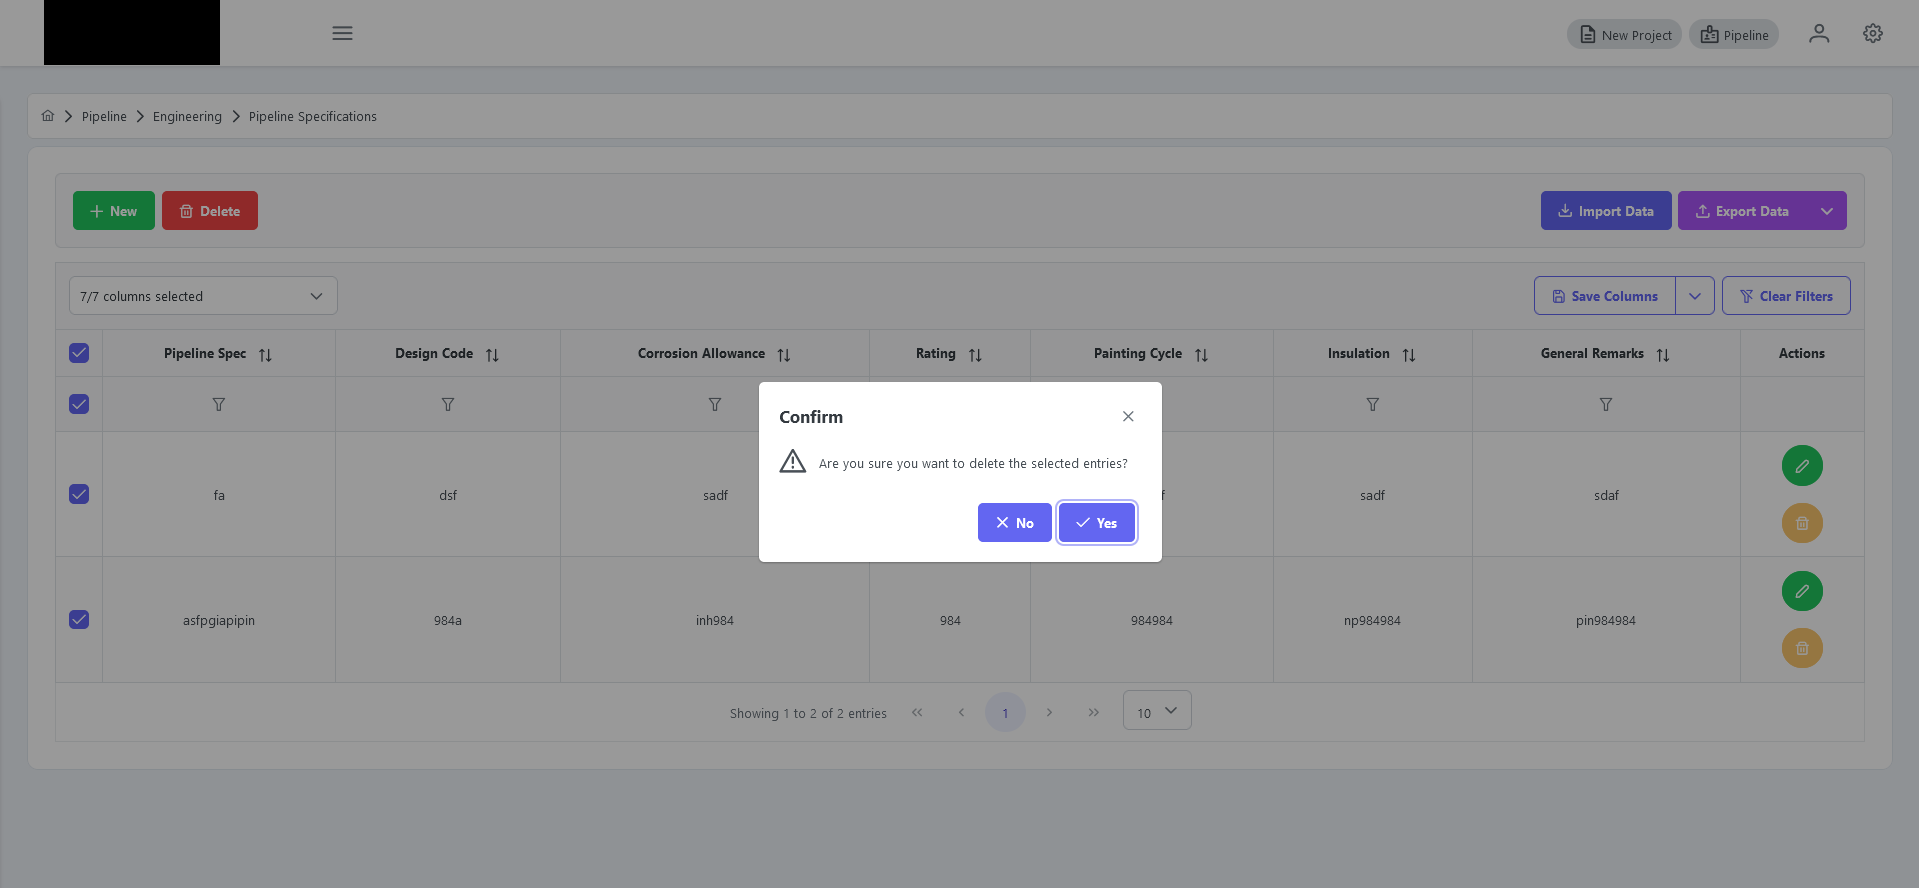 New Project
Pipeline
Pipeline Engineering Pipeline Specifications
New Delete Import Data Export Data
7/7 columns selected Save Columns Clear Filters
Pipeline Spec Design Code Corrosion Allowance Rating Painting Cycle Insulation General Remarks Actions
Confirm
Are you sure you want to delete the selected entries?
No Yes
fa dsf sadf f sadf sdaf
asfpgiapipin 984a inh984 984 984984 np984984 pin984984
Showing 1 to 2 of 2 entries 1 10